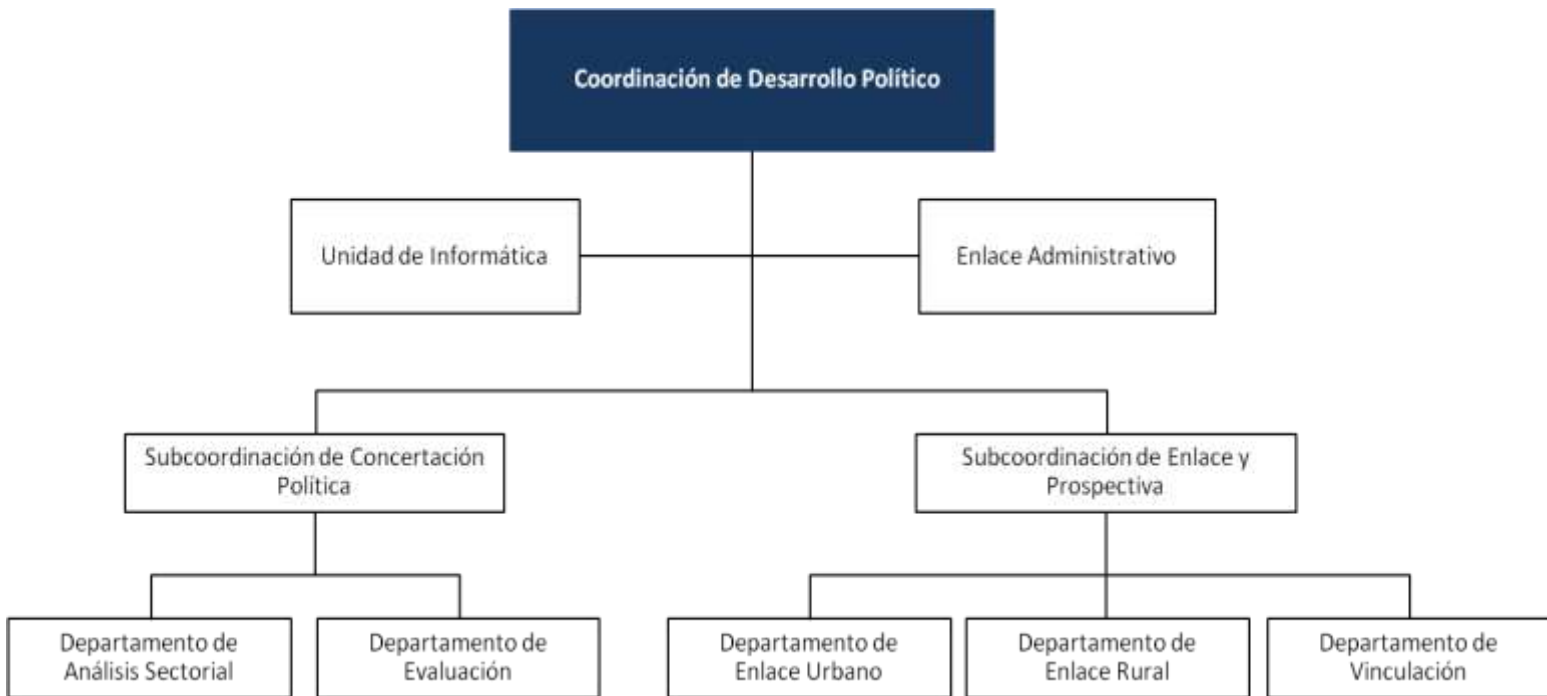 Coordinación de Desarrollo Político
Unidad de Informática
Enlace Administrativo
Subcoordinación de Concertación
Política
Subcoordinación de Enlace y
Prospectiva
Departamento de
Análisis Sectorial
Departamento de
Evaluación
Departamento de
Enlace Urbano
Departamento de
Enlace Rural
Departamento de
Vinculación